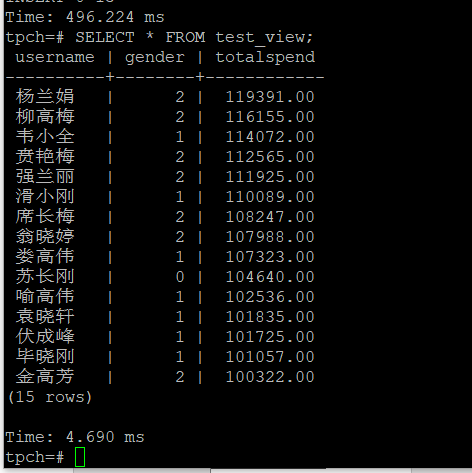 Time: 496.224 ms
tpch=# SELECT * FROM test_view;
 username | gender | totalspend
----------+--------+------------
 杨兰娟   |      2 |  119391.00
 柳高梅   |      2 |  116155.00
 韦小全   |      1 |  114072.00
 贲艳梅   |      2 |  112565.00
 强兰丽   |      2 |  111925.00
 滑小刚   |      1 |  110089.00
 席长梅   |      2 |  108247.00
 翁晓婷   |      2 |  107988.00
 娄高伟   |      1 |  107323.00
 苏长刚   |      0 |  104640.00
 喻高伟   |      1 |  102536.00
 袁晓轩   |      1 |  101835.00
 伏成峰   |      1 |  101725.00
 毕晓刚   |      1 |  101057.00
 金高芳   |      2 |  100322.00
(15 rows)
Time: 4.690 ms
tpch=#